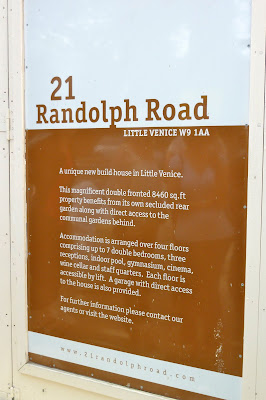 21
Randolph Road
LITTLE VENICE W9 1AA
A unique new build house in Little Venice.
This magnificent double fronted 8460 sq.ft
property benefits from its own secluded rear
garden along with direct access to the
communal gardens behind.
Accommodation is arranged over four floors
comprising up to 7 double bedrooms, three
receptions, indoor pool, gymnasium, cinema,
wine cellar and staff quarters. Each floor is
accessible by lift. A garage with direct access
to the house is also provided.
For further information please contact our
agents or visit the website.
www.21randolphroad.com